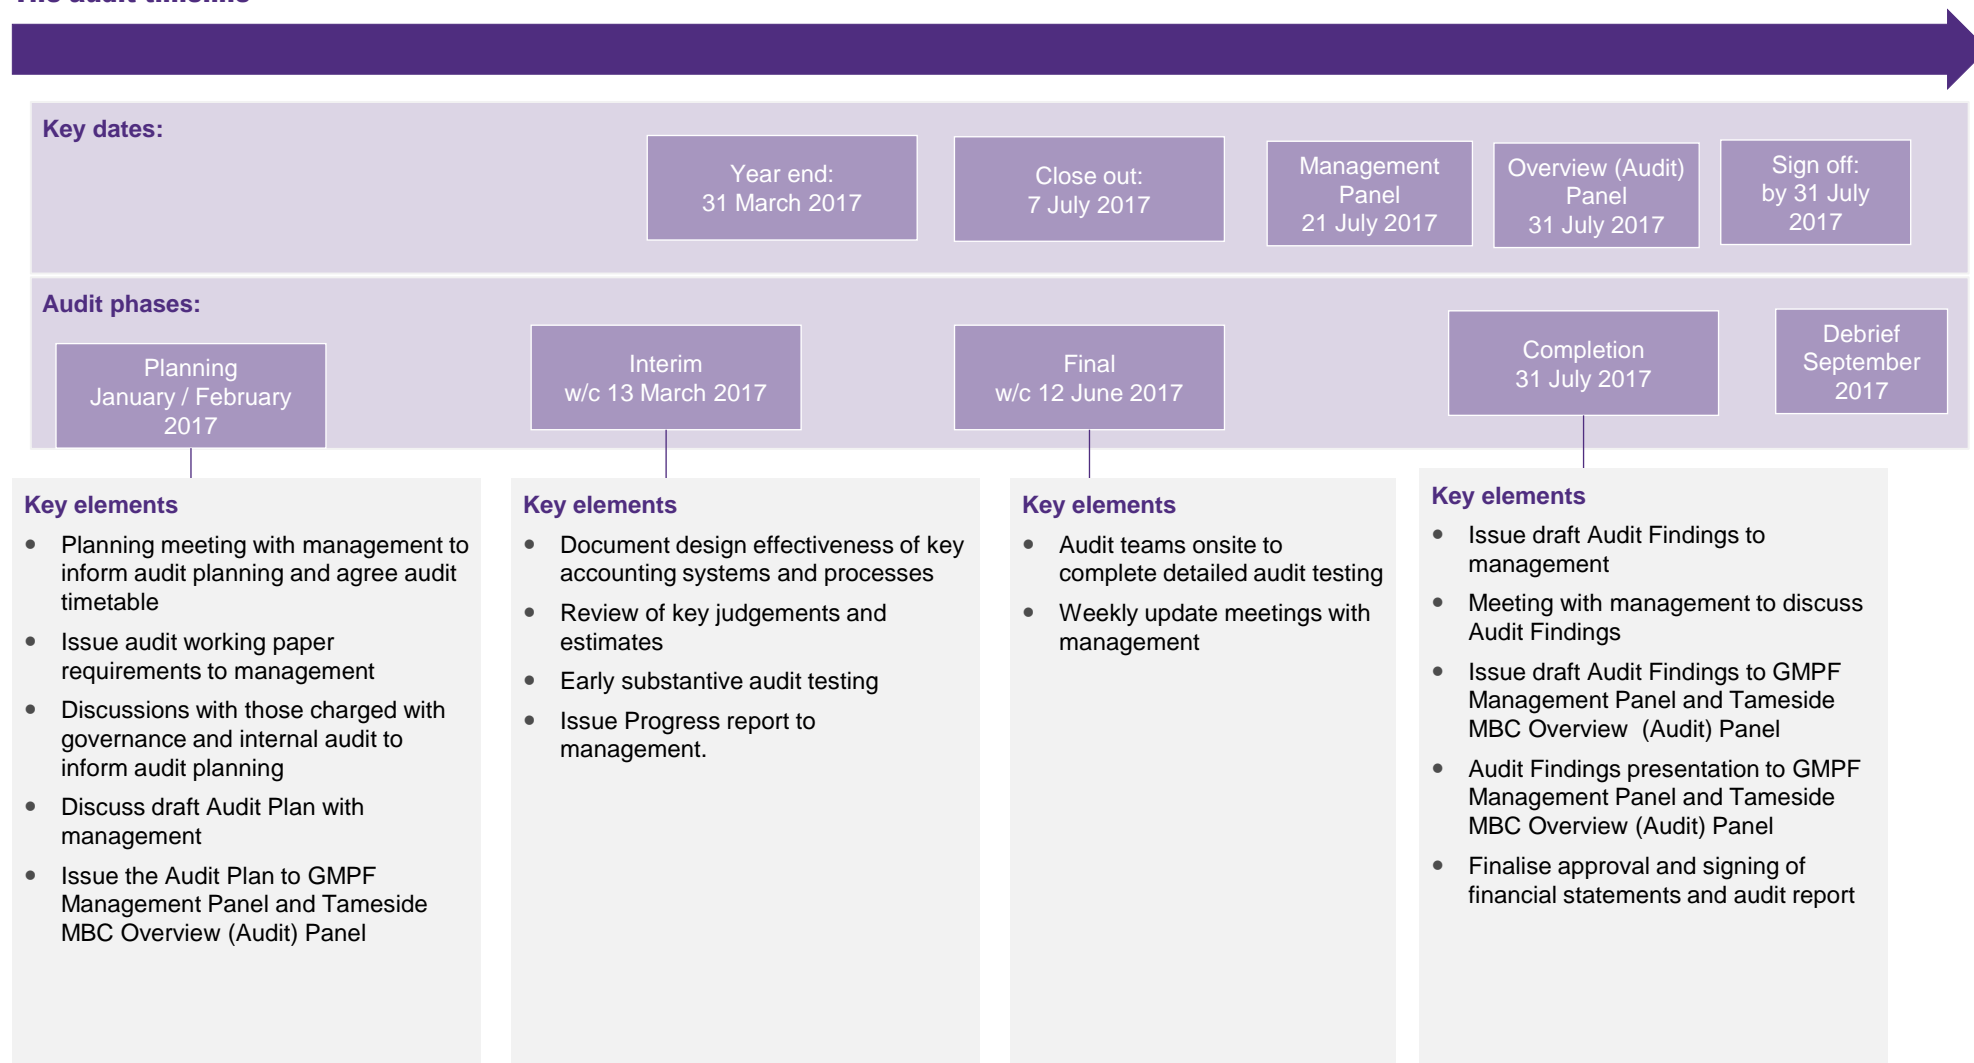 The audit timeline
Key dates:
Year end:
31 March 2017
Close out:
7 July 2017
Management
Panel
21 July 2017
Overview (Audit)
Panel
31 July 2017
Sign off:
by 31 July
2017
Audit phases:
Planning
January / February
2017
Interim
w/c 13 March 2017
Final
w/c 12 June 2017
Completion
31 July 2017
Debrief
September
2017
Key elements
• Planning meeting with management to
inform audit planning and agree audit
timetable
• Issue audit working paper
requirements to management
• Discussions with those charged with
governance and internal audit to
inform audit planning
• Discuss draft Audit Plan with
management
• Issue the Audit Plan to GMPF
Management Panel and Tameside
MBC Overview (Audit) Panel
Key elements
• Document design effectiveness of key
accounting systems and processes
• Review of key judgements and
estimates
• Early substantive audit testing
• Issue Progress report to
management.
Key elements
• Audit teams onsite to
complete detailed audit testing
• Weekly update meetings with
management
Key elements
• Issue draft Audit Findings to
management
• Meeting with management to discuss
Audit Findings
• Issue draft Audit Findings to GMPF
Management Panel and Tameside
MBC Overview (Audit) Panel
• Audit Findings presentation to GMPF
Management Panel and Tameside
MBC Overview (Audit) Panel
• Finalise approval and signing of
financial statements and audit report